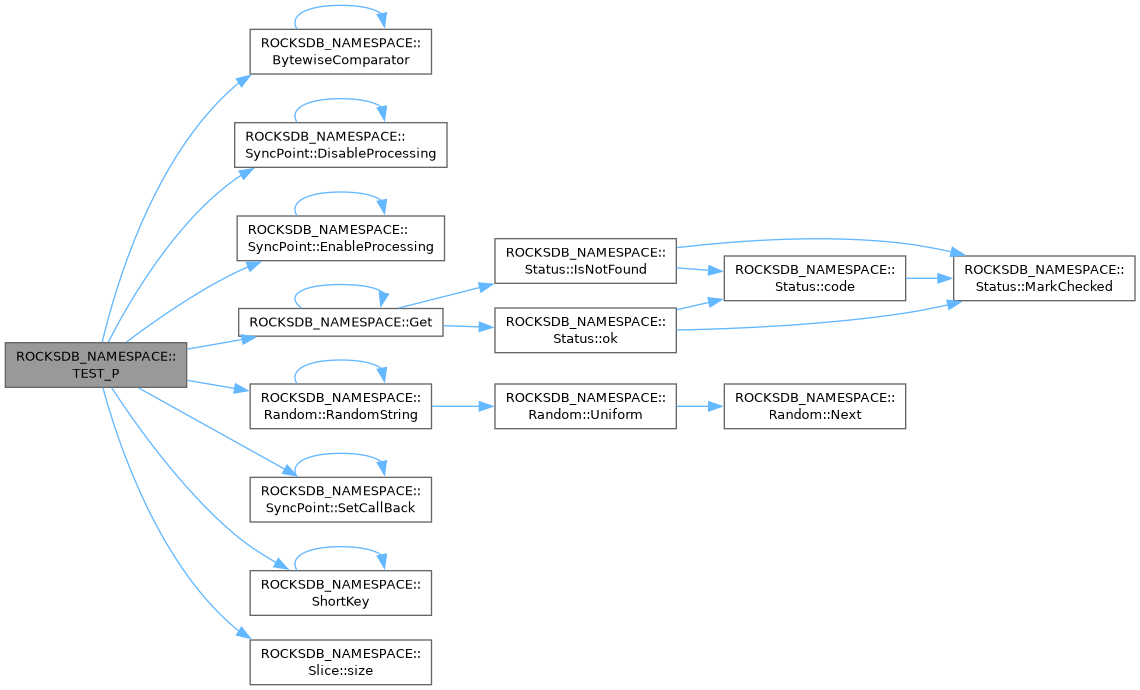 ROCKSDB_NAMESPACE::
TEST_P
ROCKSDB_NAMESPACE::
BytewiseComparator
ROCKSDB_NAMESPACE::
SyncPoint::DisableProcessing
ROCKSDB_NAMESPACE::
SyncPoint::EnableProcessing
ROCKSDB_NAMESPACE::Get
ROCKSDB_NAMESPACE::
Status::IsNotFound
ROCKSDB_NAMESPACE::
Status::code
ROCKSDB_NAMESPACE::
Status::MarkChecked
ROCKSDB_NAMESPACE::
Status::ok
ROCKSDB_NAMESPACE::
Random::RandomString
ROCKSDB_NAMESPACE::
Random::Uniform
ROCKSDB_NAMESPACE::
Random::Next
ROCKSDB_NAMESPACE::
SyncPoint::SetCallBack
ROCKSDB_NAMESPACE::
ShortKey
ROCKSDB_NAMESPACE::
Slice::size